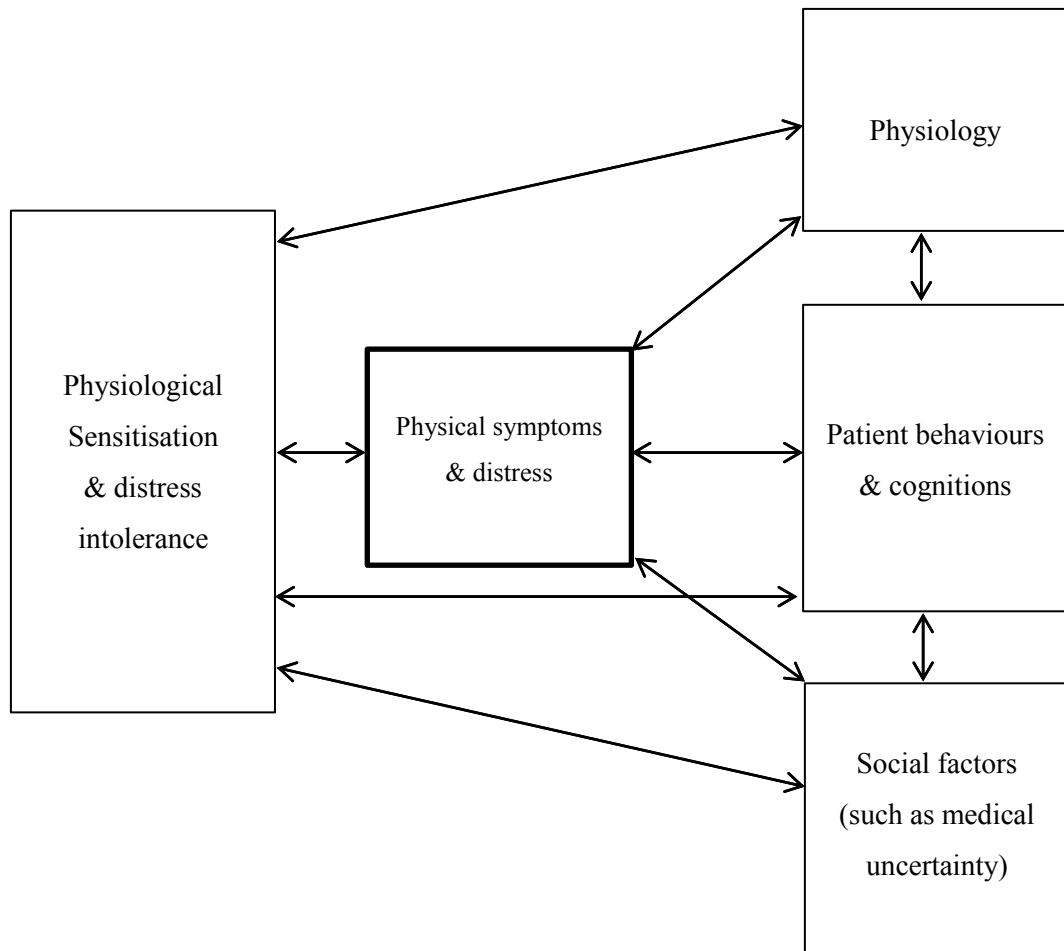 Physiology
Physiological
Sensitisation
& distress
intolerance
Physical symptoms
& distress
Patient behaviours
& cognitions
Social factors
(such as medical
uncertainty)